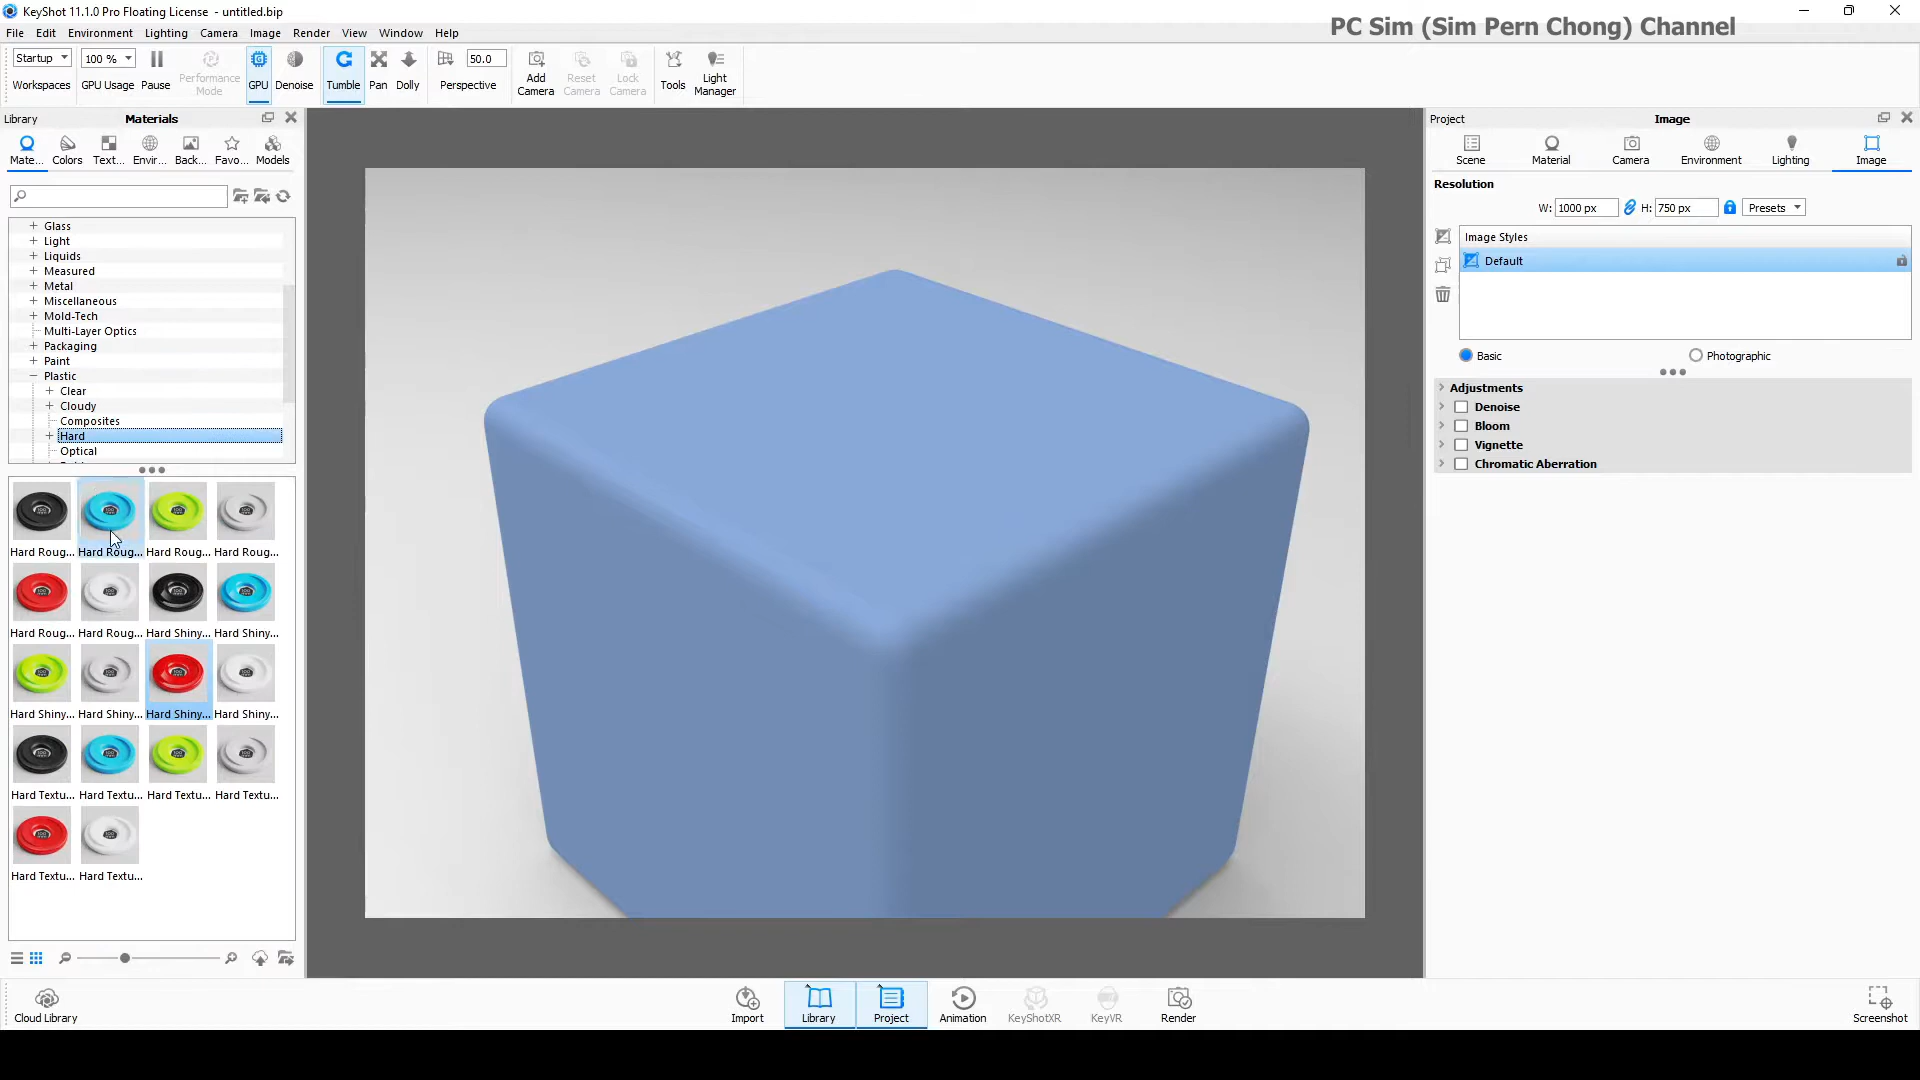 KeyShot 11.1.0 Pro Floating License - untitled.bip
PC Sim (Sim Pern Chong) Channel
File Edit Environment Lighting Camera Image Render View Window Help
Startup 100 % 50.0
Workspaces GPU Usage Pause Performance Mode GPU Denoise Tumble Pan Dolly Perspective Add Camera Reset Camera Lock Camera Tools Light Manager
Library Materials
Mate... Colors Text... Envir... Back... Favo... Models
Glass
Light
Liquids
Measured
Metal
Miscellaneous
Mold-Tech
Multi-Layer Optics
Packaging
Paint
Plastic
Clear
Cloudy
Composites
Hard
Optical
Hard Roug... Hard Roug... Hard Roug... Hard Roug...
Hard Roug... Hard Roug... Hard Shiny... Hard Shiny...
Hard Shiny... Hard Shiny... Hard Shiny... Hard Shiny...
Hard Textu... Hard Textu... Hard Textu... Hard Textu...
Hard Textu... Hard Textu...
Project Image
Scene Material Camera Environment Lighting Image
Resolution
W: 1000 px H: 750 px Presets
Image Styles
Default
Basic Photographic
Adjustments
Denoise
Bloom
Vignette
Chromatic Aberration
Cloud Library Import Library Project Animation KeyShotXR KeyVR Render Screenshot